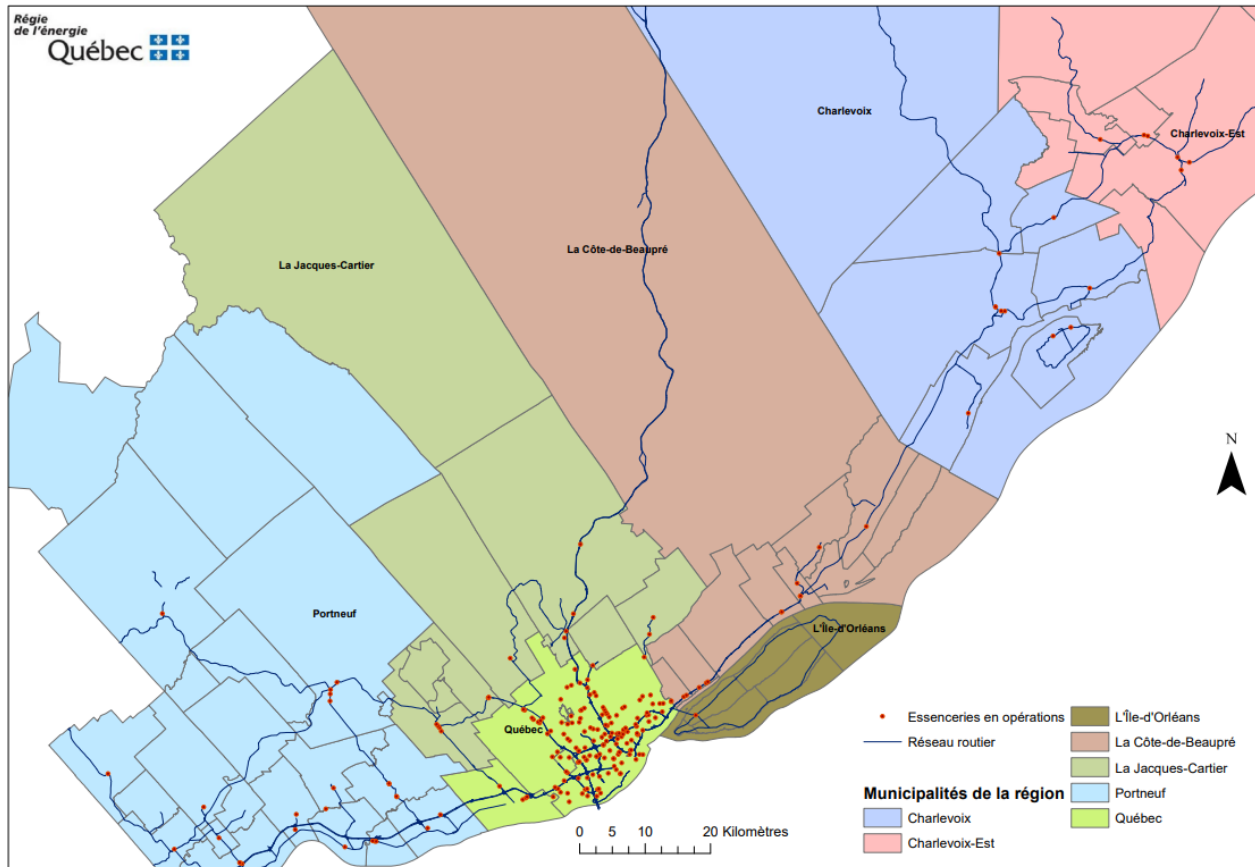 Régie
de l'énergie
Québec
Charlevoix
Charlevoix-Est
La Côte-de-Beaupré
La Jacques-Cartier
N
Portneuf
L'Île-d'Orléans
Québec
Essenceries en opérations
Réseau routier
Municipalités de la région
Charlevoix
Charlevoix-Est
L'Île-d'Orléans
La Côte-de-Beaupré
La Jacques-Cartier
Portneuf
Québec
0 5 10 20 Kilomètres